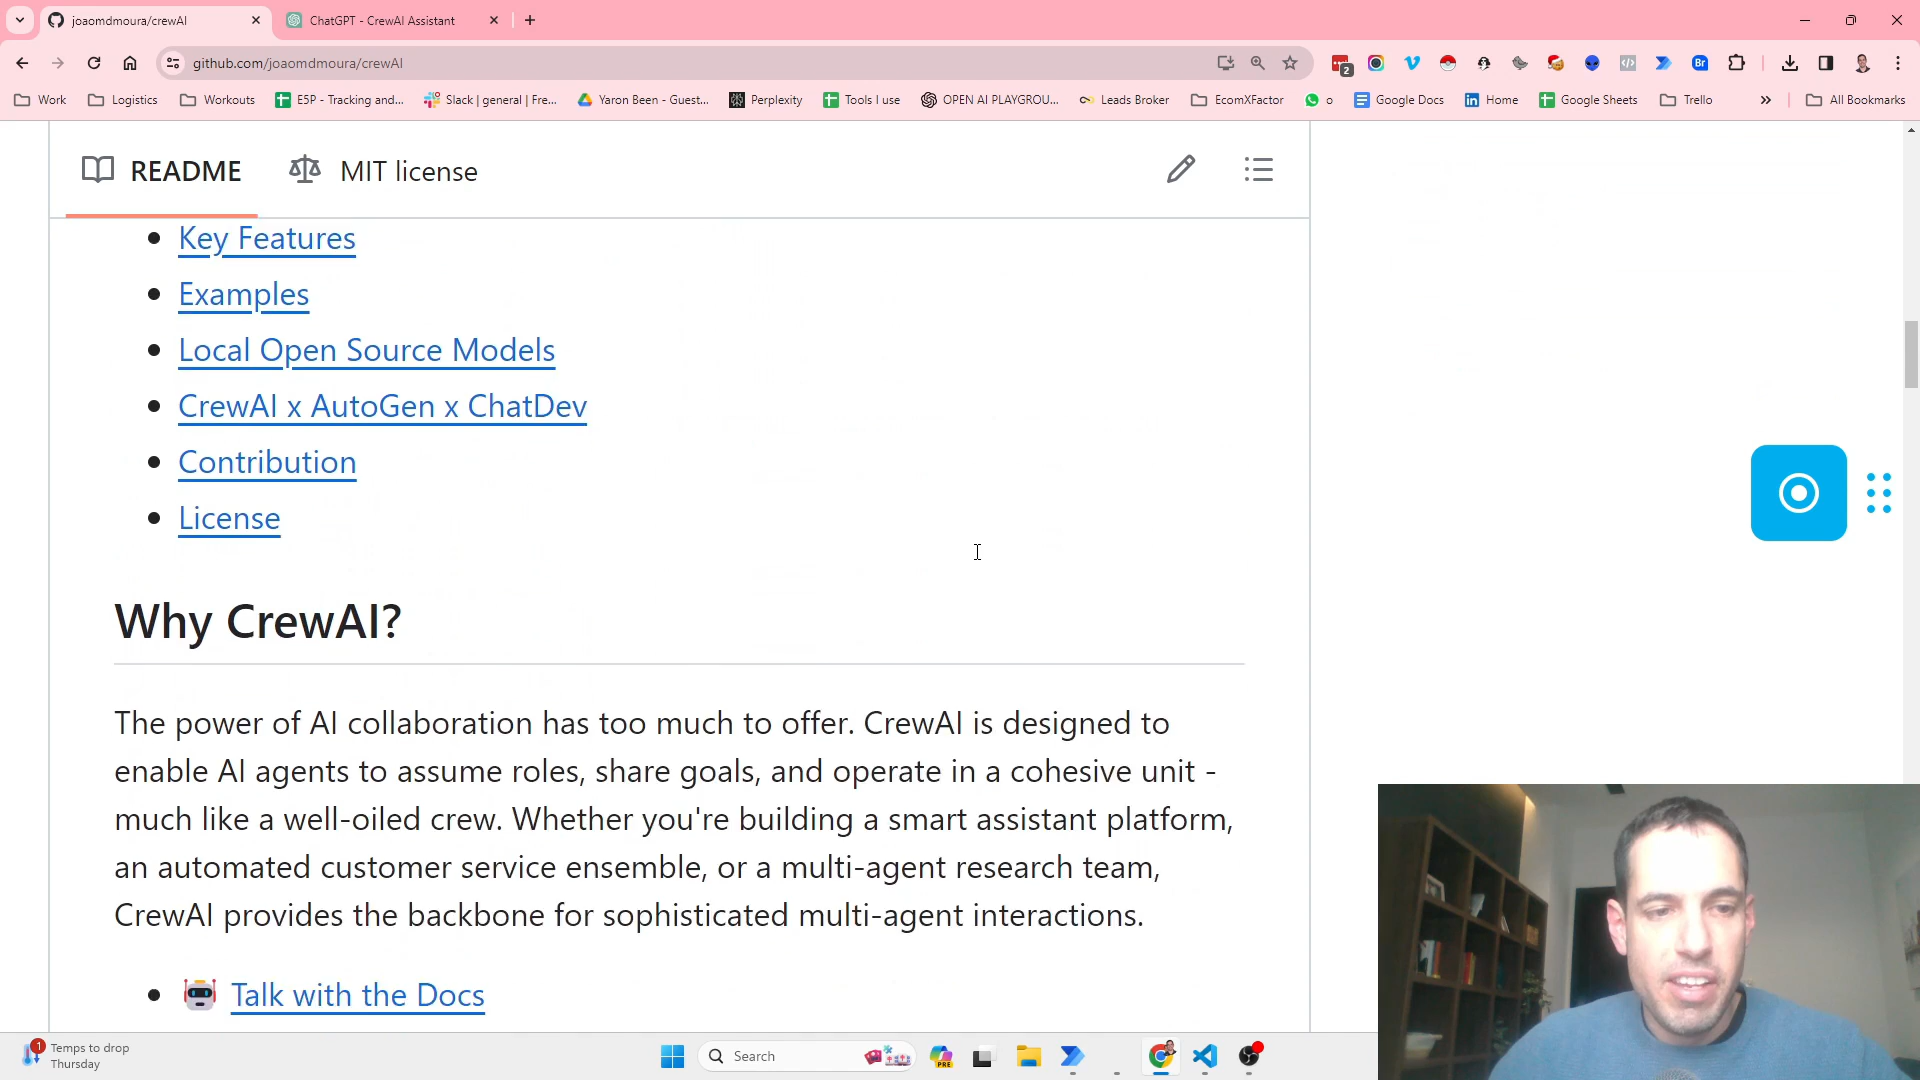 joaomdmoura/crewAI
ChatGPT - CrewAI Assistant
github.com/joaomdmoura/crewAI
2
Br
Work
Logistics
Workouts
E5P - Tracking and...
Slack | general | Fre...
Yaron Been - Guest...
Perplexity
Tools I use
OPEN AI PLAYGROU...
Leads Broker
EcomXFactor
o
Google Docs
Home
Google Sheets
Trello
»
All Bookmarks
README
MIT license
Key Features
Examples
Local Open Source Models
CrewAI x AutoGen x ChatDev
Contribution
License
Why CrewAI?
The power of AI collaboration has too much to offer. CrewAI is designed to
enable AI agents to assume roles, share goals, and operate in a cohesive unit -
much like a well-oiled crew. Whether you're building a smart assistant platform,
an automated customer service ensemble, or a multi-agent research team,
CrewAI provides the backbone for sophisticated multi-agent interactions.
Talk with the Docs
1
Temps to drop
Thursday
Search
PRE